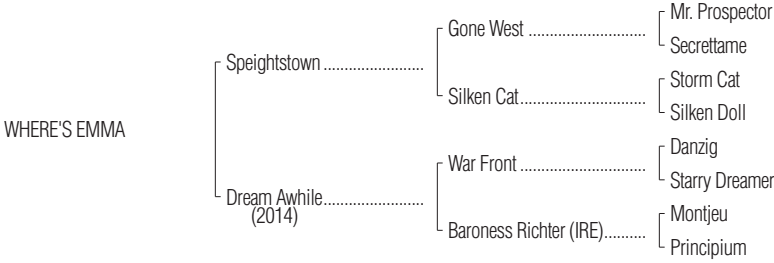 Mr. Prospector
Gone West ..............................
Secrettame
Speightstown .........................
Storm Cat
Silken Cat................................
Silken Doll
WHERE'S EMMA
Danzig
War Front ................................
Starry Dreamer
Dream Awhile.........................
(2014)
Montjeu
Baroness Richter (IRE)..........
Principium